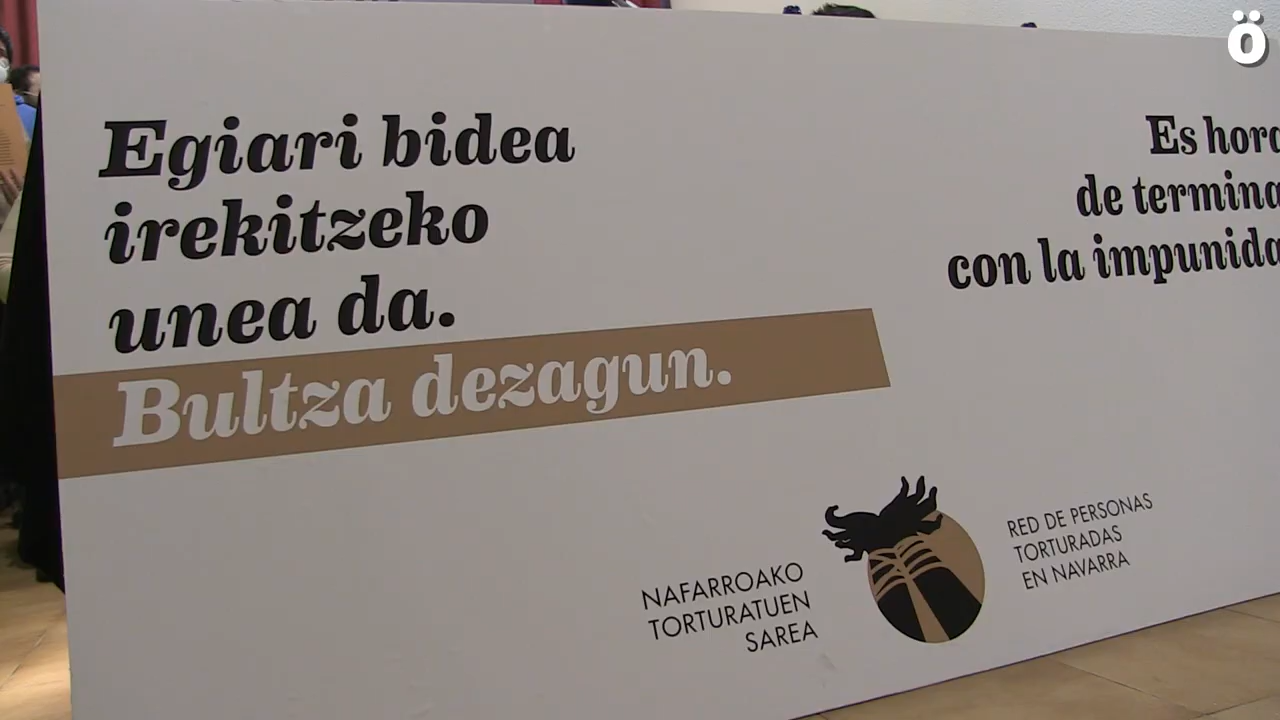 Egiari bidea
irekitzeko
unea da.
Bultza dezagun.
Es hora
de termina
con la impunida
NAFARROAKO
TORTURATUEN
SAREA
RED DE PERSONAS
TORTURADAS
EN NAVARRA
ö